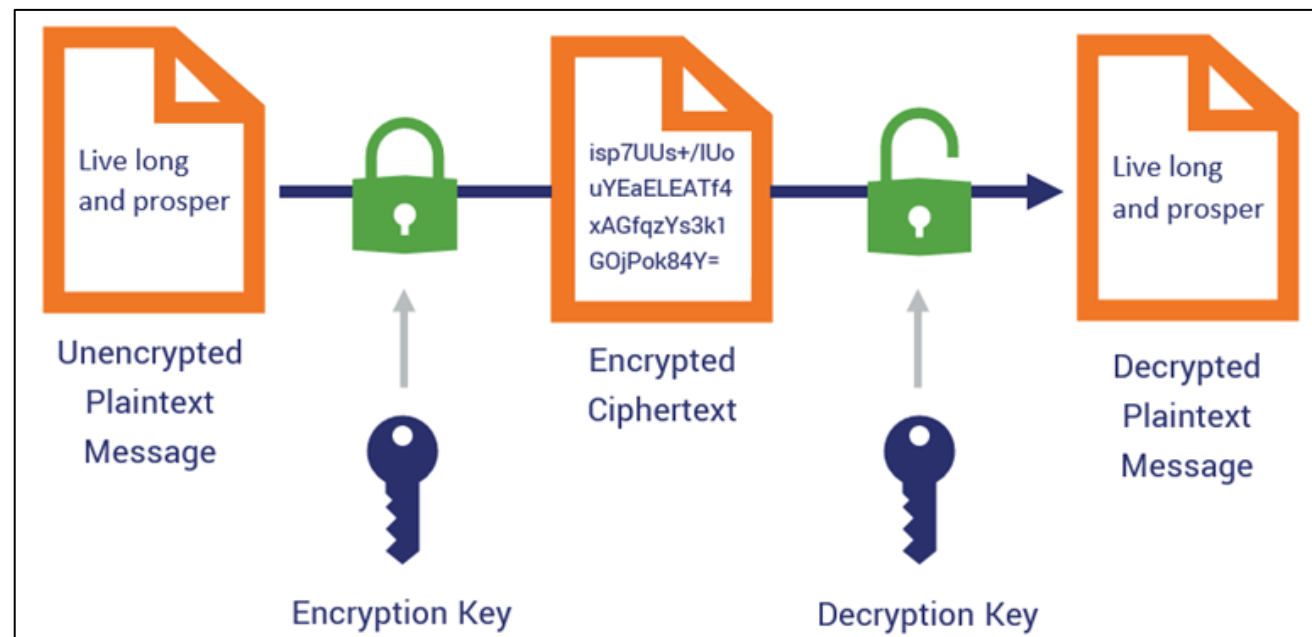 Live long
and prosper
Unencrypted
Plaintext
Message
Encryption Key
isp7UUs+/IUo
uYEaELEATf4
xAGfqzYs3k1
GOjPok84Y=
Encrypted
Ciphertext
Decryption Key
Live long
and prosper
Decrypted
Plaintext
Message